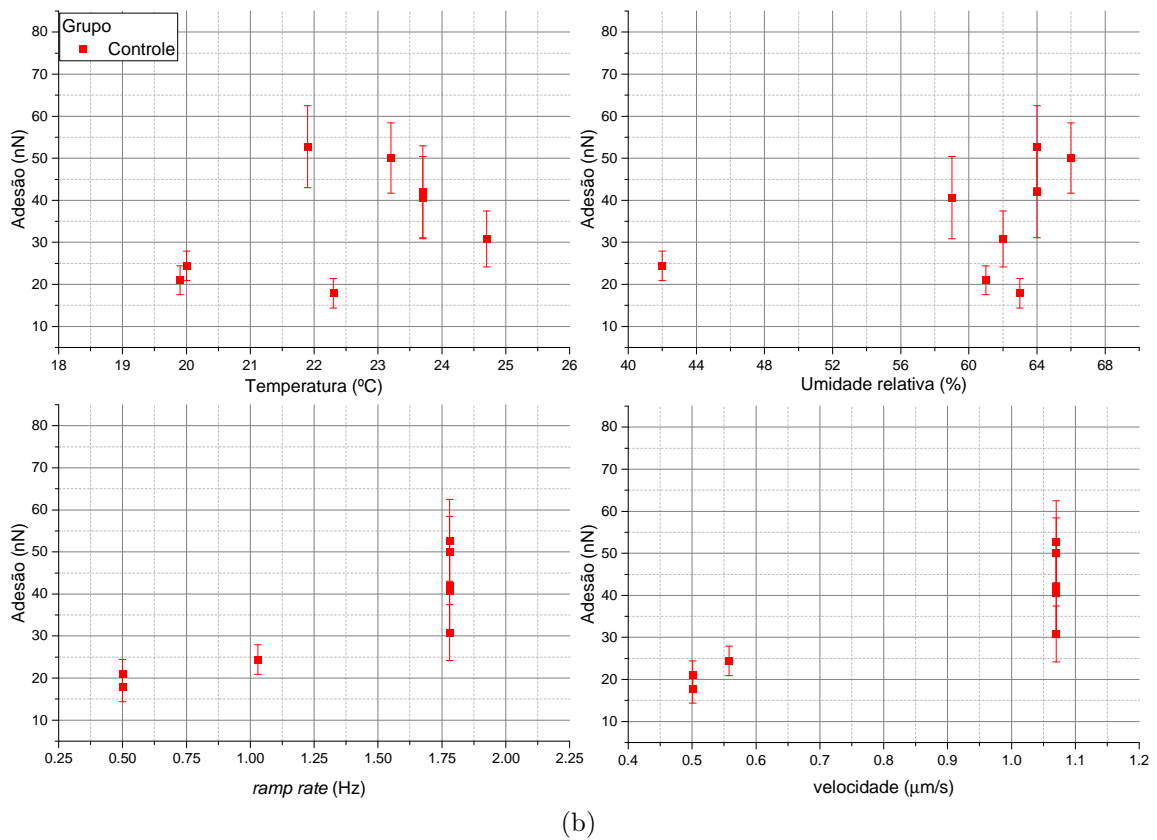 Grupo
Controle
Adesão (nN)
80
70
60
50
40
30
20
10
18 19 20 21 22 23 24 25 26
Temperatura (ºC)
Adesão (nN)
80
70
60
50
40
30
20
10
40 44 48 52 56 60 64 68
Umidade relativa (%)
Adesão (nN)
80
70
60
50
40
30
20
10
0.25 0.50 0.75 1.00 1.25 1.50 1.75 2.00 2.25
ramp rate (Hz)
Adesão (nN)
80
70
60
50
40
30
20
10
0.4 0.5 0.6 0.7 0.8 0.9 1.0 1.1 1.2
velocidade (μm/s)
(b)